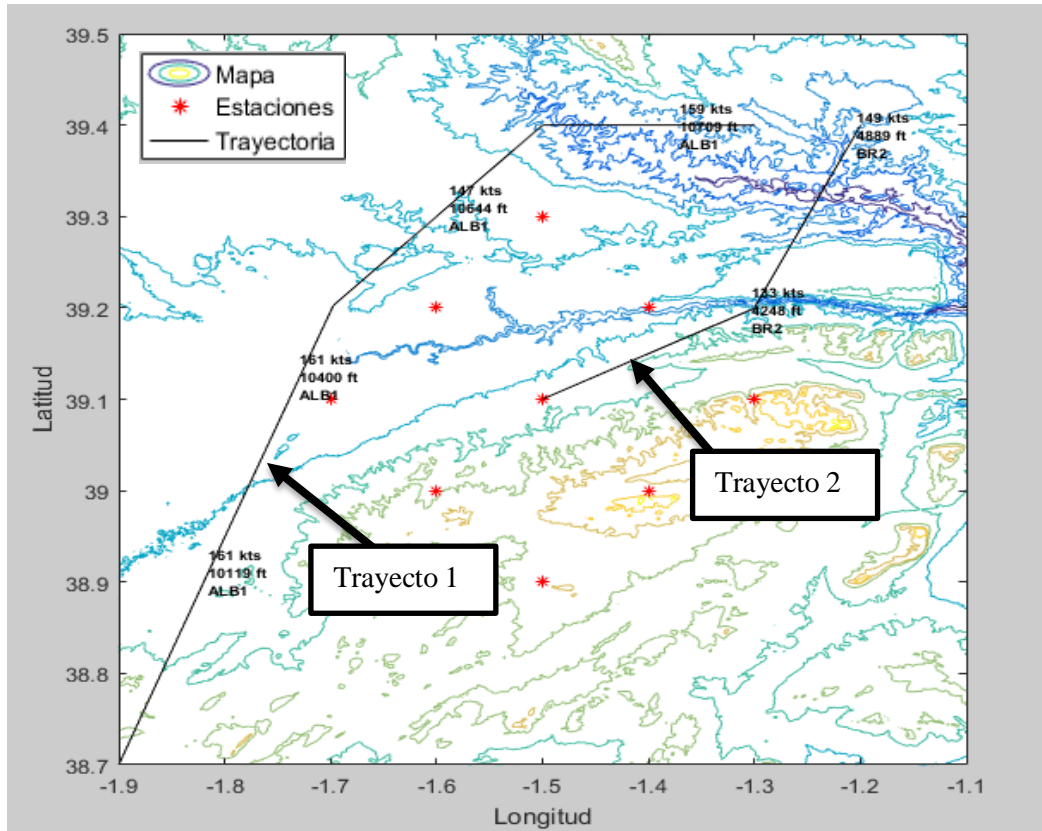 39.5
39.4
39.3
39.2
39.1
39
38.9
38.8
38.7
Latitud
Mapa
Estaciones
Trayectoria
159 kts
10709 ft
ALB1
149 kts
4889 ft
BR2
147 kts
10644 ft
ALB1
133 kts
4248 ft
BR2
161 kts
10400 ft
ALB1
Trayecto 2
161 kts
10119 ft
ALB1
Trayecto 1
-1.9 -1.8 -1.7 -1.6 -1.5 -1.4 -1.3 -1.2 -1.1
Longitud